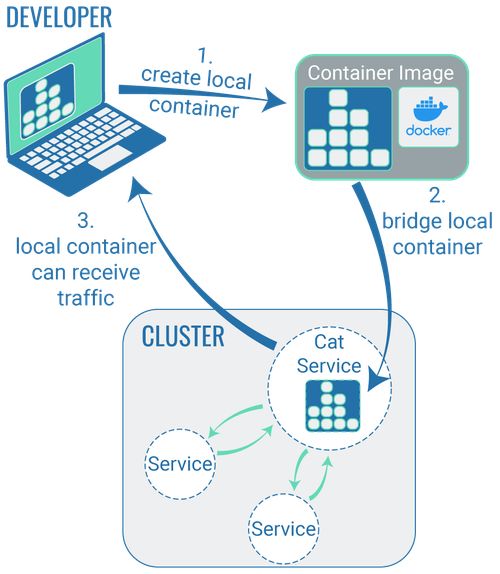 DEVELOPER
1.
create local
container
Container Image
docker
2.
bridge local
container
3.
local container
can receive
traffic
CLUSTER
Cat
Service
Service
Service